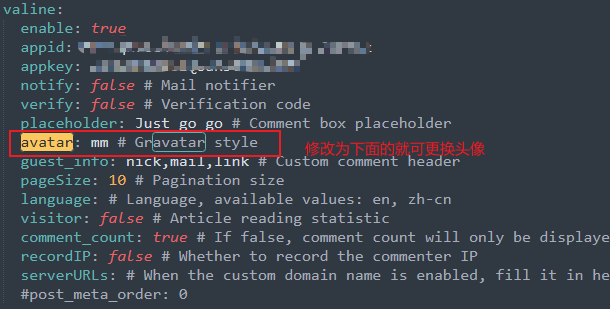 valine:
enable: true
appid:
appkey:
notify: false # Mail notifier
verify: false # Verification code
placeholder: Just go go # Comment box placeholder
avatar: mm # Gravatar style 修改为下面的就可更换头像
guest_info: nick,mail,link # Custom comment header
pageSize: 10 # Pagination size
language: # Language, available values: en, zh-cn
visitor: false # Article reading statistic
comment_count: true # If false, comment count will only be displaye
recordIP: false # Whether to record the commenter IP
serverURLs: # When the custom domain name is enabled, fill it in he
#post_meta_order: 0